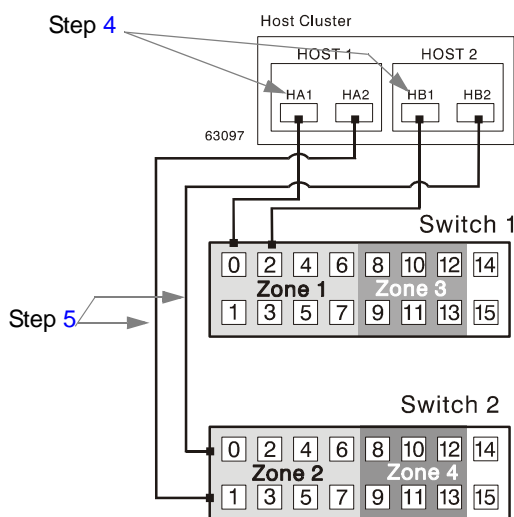 Step 4
Host Cluster
HOST 1
HOST 2
HA1
HA2
HB1
HB2
63097
Switch 1
0 2 4 6 8 10 12 14
Zone 1
Zone 3
1 3 5 7 9 11 13 15
Step 5
Switch 2
0 2 4 6 8 10 12 14
Zone 2
Zone 4
1 3 5 7 9 11 13 15